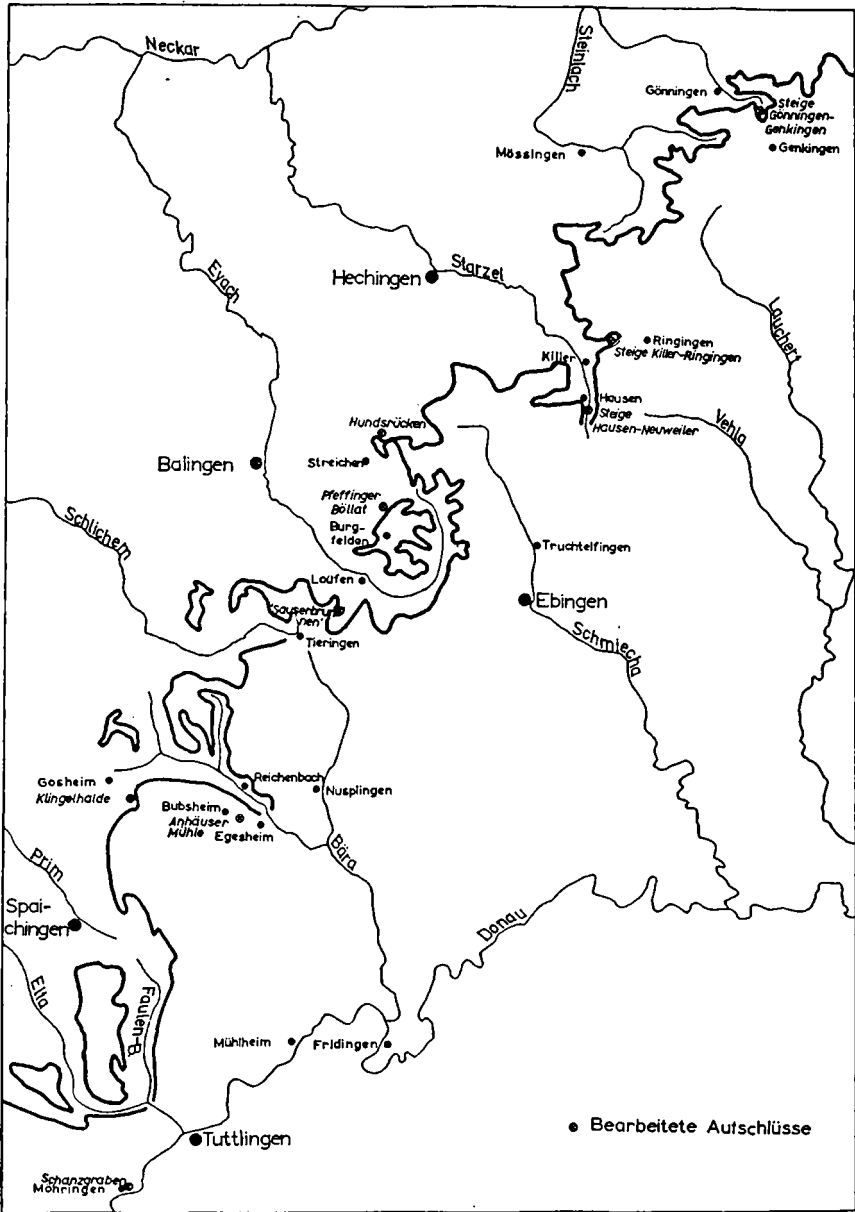 Neckar
Steinlach
Gönningen
Steige
Gönningen-
Genkingen
Genkingen
Mössingen
Eyach
Hechingen
Starzel
Lauchert
Ringingen
Steige Killer-Ringingen
Killer
Hausen
Steige
Hausen-Neuweiler
Vehla
Hundsrücken
Streichen
Balingen
Pfeffinger
Böllat
Burg-
felden
Schlichem
Truchtelfingen
Laufen
Ebingen
"Sausenbrun-
nen"
Tieringen
Schmiecha
Reichenbach
Nusplingen
Gosheim
Klingelhalde
Bubsheim
Anhäuser
Mühle
Egesheim
Bära
Prim
Spai-
chingen
Donau
Elta
Faulen-B.
Mühlheim
Fridingen
Bearbeitete Aufschlüsse
Tuttlingen
Schanzgraben
Möhringen